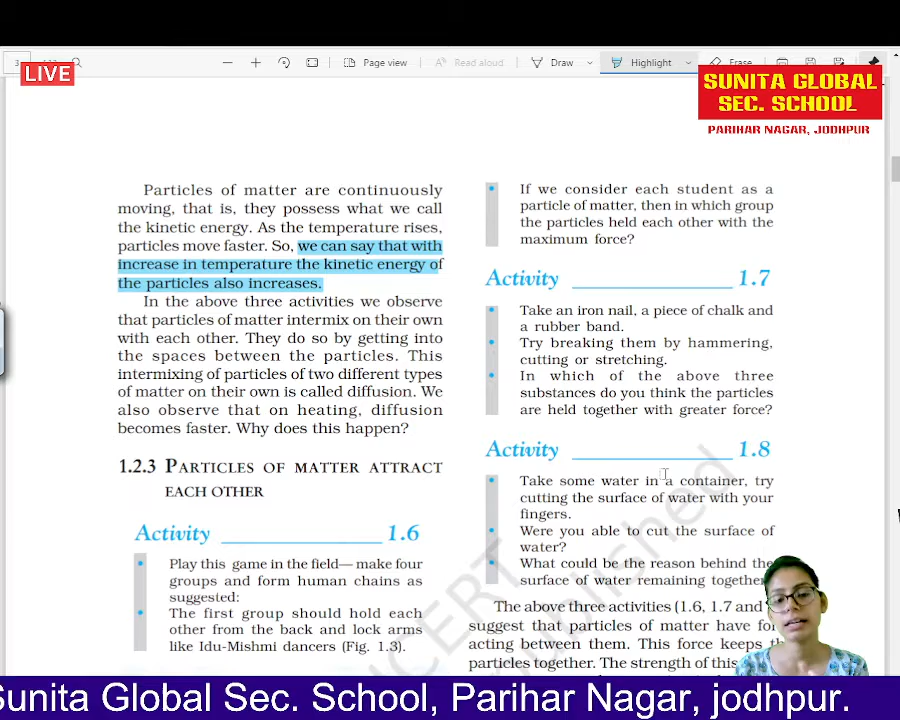 3
Page view
Read aloud
Draw
Highlight
Erase
LIVE
SUNITA GLOBAL
SEC. SCHOOL
PARIHAR NAGAR, JODHPUR
Particles of matter are continuously
moving, that is, they possess what we call
the kinetic energy. As the temperature rises,
particles move faster. So, we can say that with
increase in temperature the kinetic energy of
the particles also increases.
In the above three activities we observe
that particles of matter intermix on their own
with each other. They do so by getting into
the spaces between the particles. This
intermixing of particles of two different types
of matter on their own is called diffusion. We
also observe that on heating, diffusion
becomes faster. Why does this happen?
1.2.3 PARTICLES OF MATTER ATTRACT
EACH OTHER
Activity ______________ 1.6
• Play this game in the field— make four
groups and form human chains as
suggested:
• The first group should hold each
other from the back and lock arms
like Idu-Mishmi dancers (Fig. 1.3).
• If we consider each student as a
particle of matter, then in which group
the particles held each other with the
maximum force?
Activity ______________ 1.7
• Take an iron nail, a piece of chalk and
a rubber band.
• Try breaking them by hammering,
cutting or stretching.
• In which of the above three
substances do you think the particles
are held together with greater force?
Activity ______________ 1.8
• Take some water in a container, try
cutting the surface of water with your
fingers.
• Were you able to cut the surface of
water?
• What could be the reason behind the
surface of water remaining together
The above three activities (1.6, 1.7 and
suggest that particles of matter have for
acting between them. This force keeps th
particles together. The strength of this
Sunita Global Sec. School, Parihar Nagar, jodhpur.